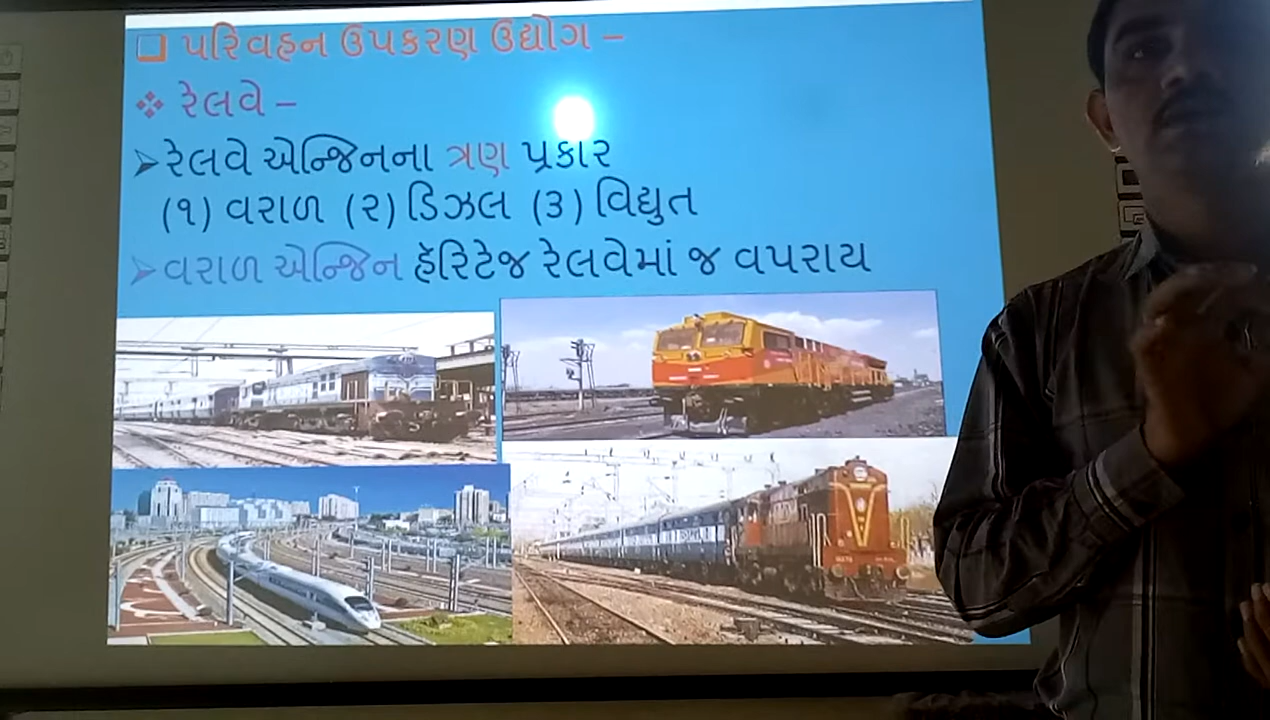 ❑ પરિવહન ઉપકરણ ઉદ્યોગ –
❖ રેલવે –
➢ રેલવે એન્જિનના ત્રણ પ્રકાર
(૧) વરાળ (૨) ડિઝલ (૩) વિદ્યુત
➢ વરાળ એન્જિન હૅરિટેજ રેલવેમાં જ વપરાય